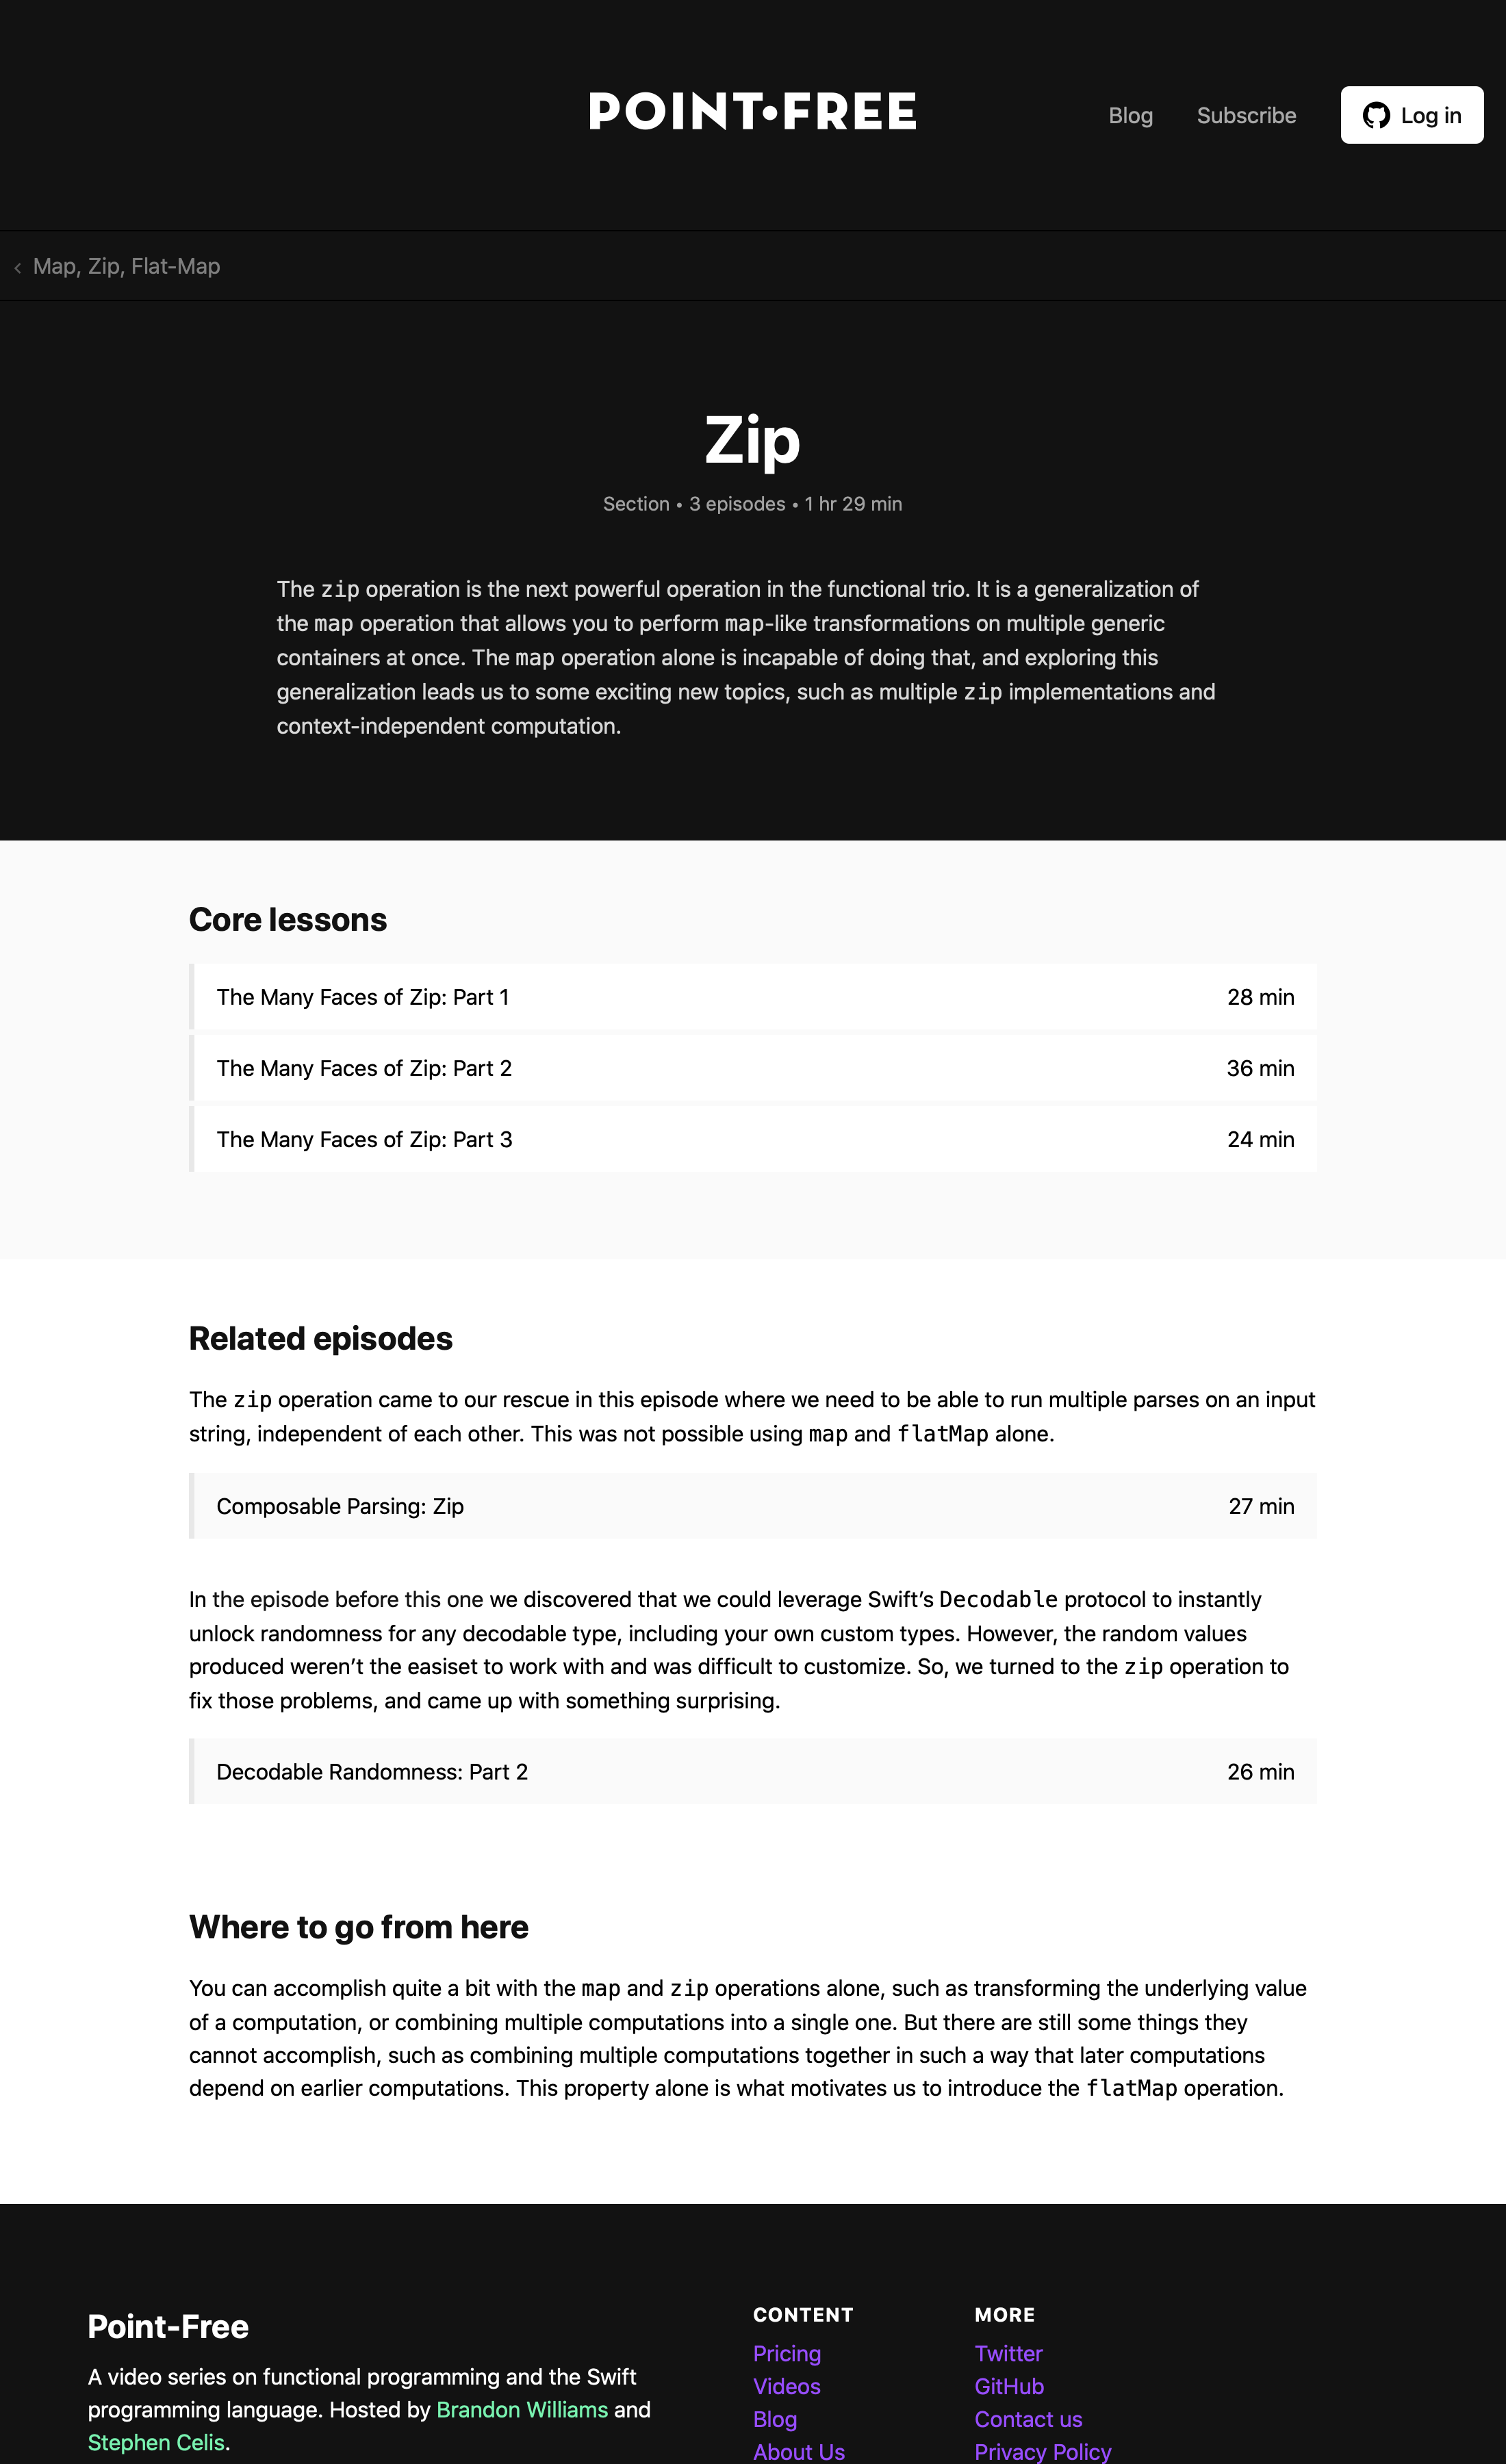 POINT•FREE
Blog
Subscribe
Log in
‹ Map, Zip, Flat-Map
Zip
Section • 3 episodes • 1 hr 29 min
The zip operation is the next powerful operation in the functional trio. It is a generalization of
the map operation that allows you to perform map-like transformations on multiple generic
containers at once. The map operation alone is incapable of doing that, and exploring this
generalization leads us to some exciting new topics, such as multiple zip implementations and
context-independent computation.
Core lessons
The Many Faces of Zip: Part 1 28 min
The Many Faces of Zip: Part 2 36 min
The Many Faces of Zip: Part 3 24 min
Related episodes
The zip operation came to our rescue in this episode where we need to be able to run multiple parses on an input
string, independent of each other. This was not possible using map and flatMap alone.
Composable Parsing: Zip 27 min
In the episode before this one we discovered that we could leverage Swift’s Decodable protocol to instantly
unlock randomness for any decodable type, including your own custom types. However, the random values
produced weren’t the easiset to work with and was difficult to customize. So, we turned to the zip operation to
fix those problems, and came up with something surprising.
Decodable Randomness: Part 2 26 min
Where to go from here
You can accomplish quite a bit with the map and zip operations alone, such as transforming the underlying value
of a computation, or combining multiple computations into a single one. But there are still some things they
cannot accomplish, such as combining multiple computations together in such a way that later computations
depend on earlier computations. This property alone is what motivates us to introduce the flatMap operation.
Point-Free
A video series on functional programming and the Swift
programming language. Hosted by Brandon Williams and
Stephen Celis.
CONTENT
Pricing
Videos
Blog
About Us
MORE
Twitter
GitHub
Contact us
Privacy Policy